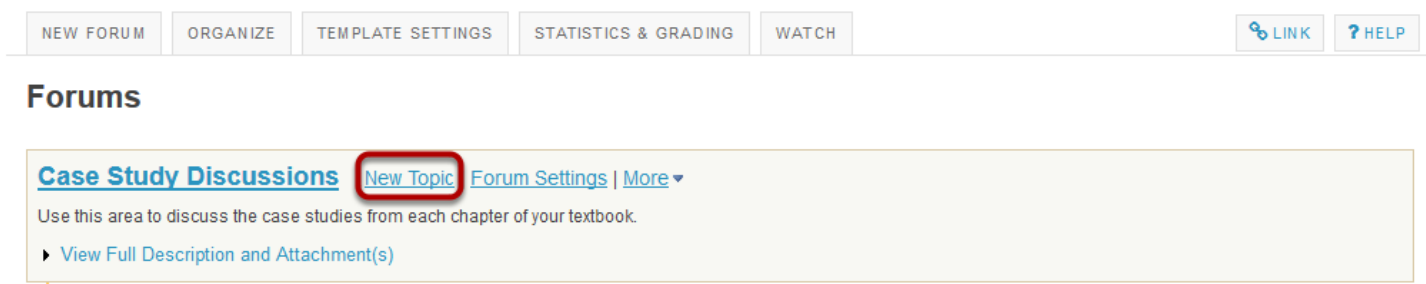 NEW FORUM ORGANIZE TEMPLATE SETTINGS STATISTICS & GRADING WATCH LINK ? HELP
Forums
Case Study Discussions New Topic Forum Settings | More
Use this area to discuss the case studies from each chapter of your textbook.
View Full Description and Attachment(s)